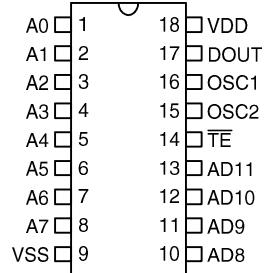 A0 1 18 VDD
A1 2 17 DOUT
A2 3 16 OSC1
A3 4 15 OSC2
A4 5 14 T̅E̅
A5 6 13 AD11
A6 7 12 AD10
A7 8 11 AD9
VSS 9 10 AD8